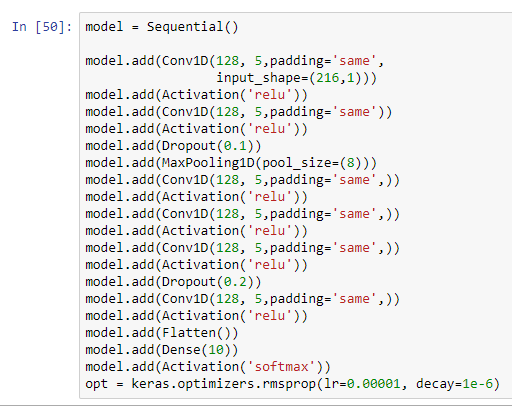 In [50]: model = Sequential()
model.add(Conv1D(128, 5,padding='same',
input_shape=(216,1)))
model.add(Activation('relu'))
model.add(Conv1D(128, 5,padding='same'))
model.add(Activation('relu'))
model.add(Dropout(0.1))
model.add(MaxPooling1D(pool_size=(8)))
model.add(Conv1D(128, 5,padding='same',))
model.add(Activation('relu'))
model.add(Conv1D(128, 5,padding='same',))
model.add(Activation('relu'))
model.add(Conv1D(128, 5,padding='same',))
model.add(Activation('relu'))
model.add(Dropout(0.2))
model.add(Conv1D(128, 5,padding='same',))
model.add(Activation('relu'))
model.add(Flatten())
model.add(Dense(10))
model.add(Activation('softmax'))
opt = keras.optimizers.rmsprop(lr=0.00001, decay=1e-6)